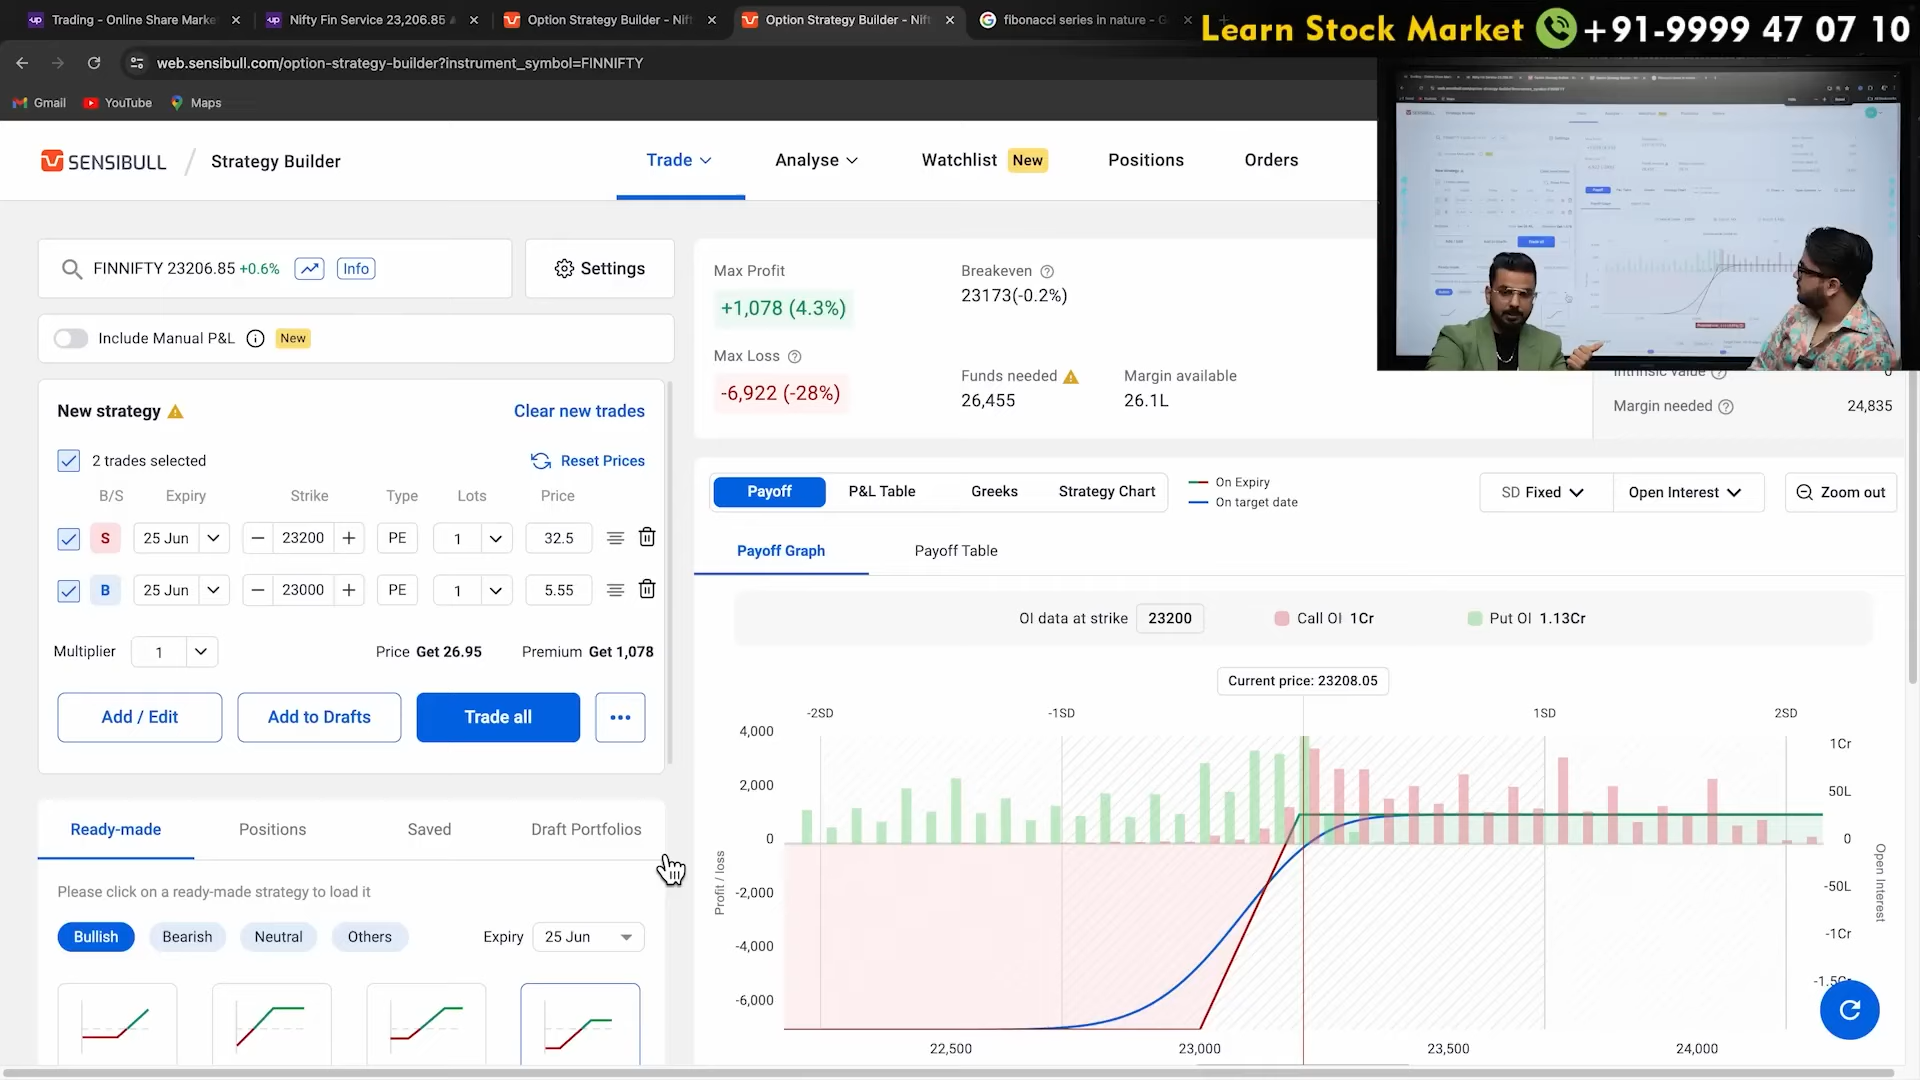 Trading - Online Share Marke
Nifty Fin Service 23,206.85
Option Strategy Builder - Nift
Option Strategy Builder - Nift
fibonacci series in nature - G
Learn Stock Market +91-9999 47 07 10
web.sensibull.com/option-strategy-builder?instrument_symbol=FINNIFTY
Gmail YouTube Maps
SENSIBULL / Strategy Builder
Trade Analyse Watchlist New Positions Orders
FINNIFTY 23206.85 +0.6% Info
Settings
Include Manual P&L New
New strategy Clear new trades
2 trades selected Reset Prices
B/S Expiry Strike Type Lots Price
S 25 Jun 23200 PE 1 32.5
B 25 Jun 23000 PE 1 5.55
Multiplier 1 Price Get 26.95 Premium Get 1,078
Add / Edit Add to Drafts Trade all
Ready-made Positions Saved Draft Portfolios
Please click on a ready-made strategy to load it
Bullish Bearish Neutral Others Expiry 25 Jun
Max Profit Breakeven
+1,078 (4.3%) 23173(-0.2%)
Max Loss
-6,922 (-28%)
Funds needed Margin available
26,455 26.1L
Intrinsic value 0
Margin needed 24,835
Payoff P&L Table Greeks Strategy Chart
On Expiry
On target date
SD Fixed Open Interest Zoom out
Payoff Graph Payoff Table
OI data at strike 23200 Call OI 1Cr Put OI 1.13Cr
Current price: 23208.05
-2SD -1SD 1SD 2SD
4,000
2,000
0
-2,000
-4,000
-6,000
Profit / loss
1Cr
50L
0
-50L
-1Cr
Open Interest
22,500 23,000 23,500 24,000